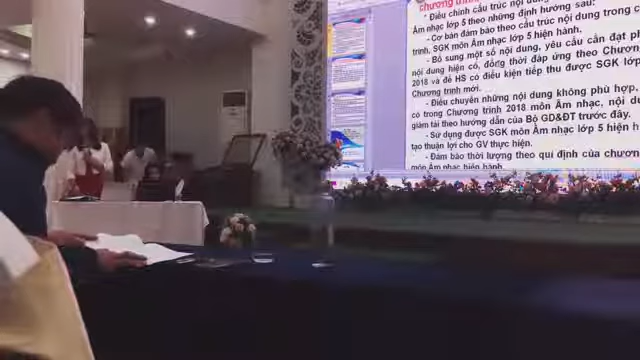 chương trình
- Điều chỉnh cấu trúc nội dung
Âm nhạc lớp 5 theo những định hướng sau:
- Cơ bản đảm bảo theo cấu trúc nội dung trong c
trình, SGK môn Âm nhạc lớp 5 hiện hành.
- Bổ sung một số nội dung, yêu cầu cần đạt ph
nội dung hiện có, đồng thời đáp ứng theo Chương
2018 và để HS có điều kiện tiếp thu được SGK lớp
Chương trình mới.
- Điều chuyển những nội dung không phù hợp,
có trong Chương trình 2018 môn Âm nhạc, nội du
giảm tải theo hướng dẫn của Bộ GD&ĐT trước đây.
- Sử dụng được SGK môn Âm nhạc lớp 5 hiện h
tạo thuận lợi cho GV thực hiện.
- Đảm bảo thời lượng theo qui định của chươn
môn Âm nhạc hiện hành.